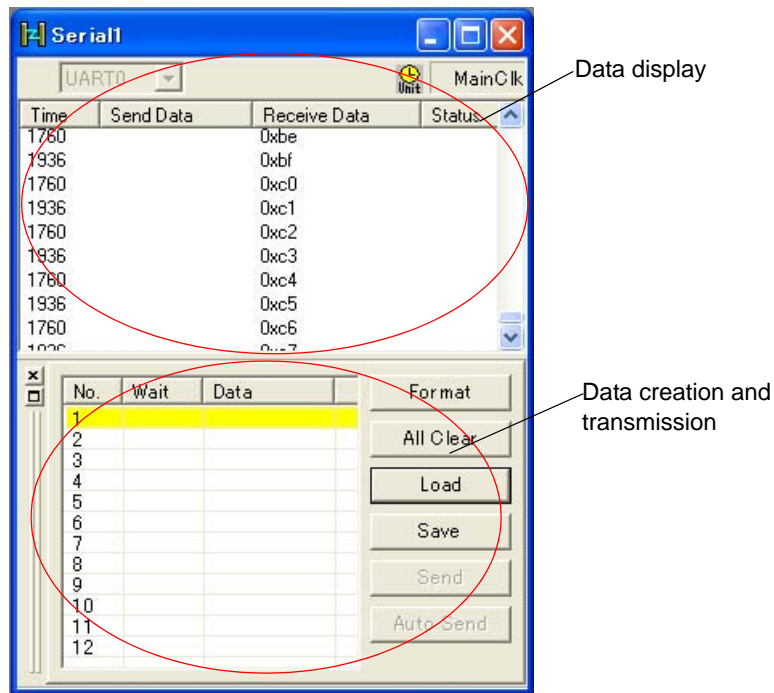 Serial1
UART0 Unit MainClk
Data display
Time Send Data Receive Data Status
1760 0xbe
1936 0xbf
1760 0xc0
1936 0xc1
1760 0xc2
1936 0xc3
1760 0xc4
1936 0xc5
1760 0xc6
1936 0xc7
No. Wait Data
Format
All Clear
Load
Save
Send
Auto Send
1
2
3
4
5
6
7
8
9
10
11
12
Data creation and
transmission